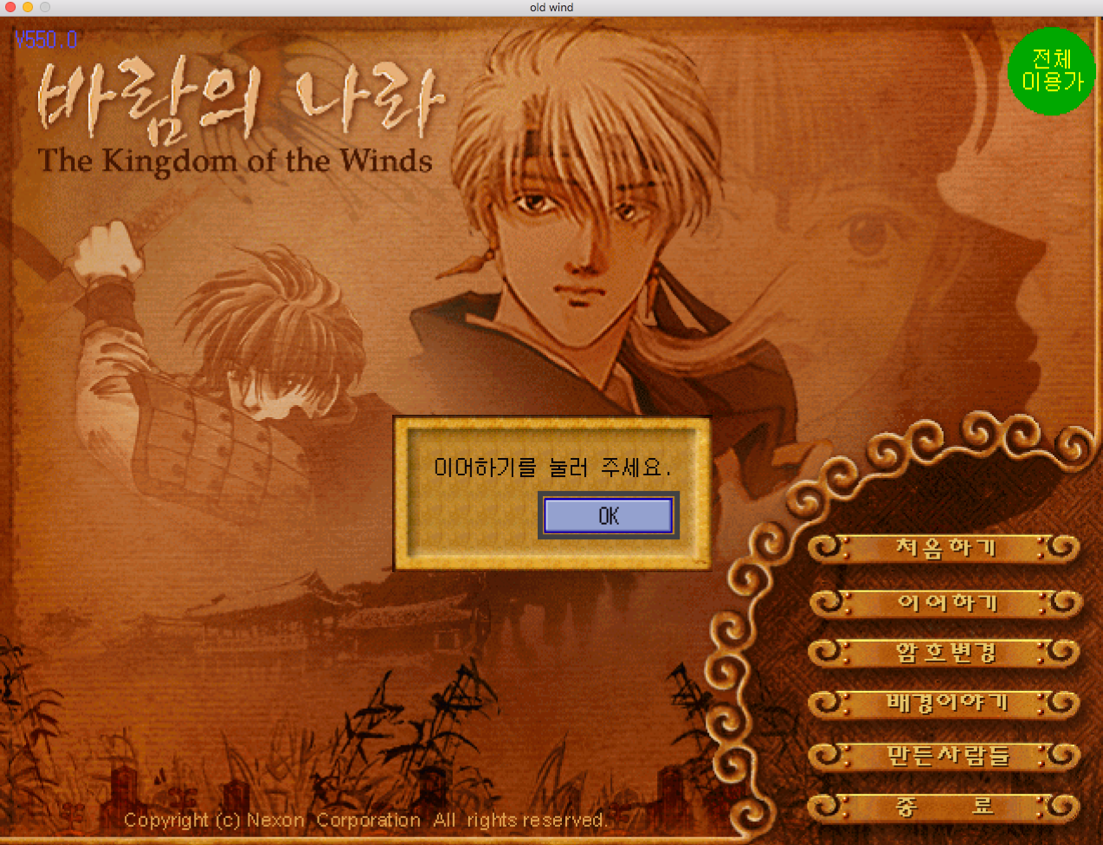 old wind
V550.0
전체
이용가
바람의 나라
The Kingdom of the Winds
이어하기를 눌러 주세요.
OK
처음하기
이어하기
암호변경
배경이야기
만든사람들
종 료
Copyright (c) Nexon Corporation All rights reserved.